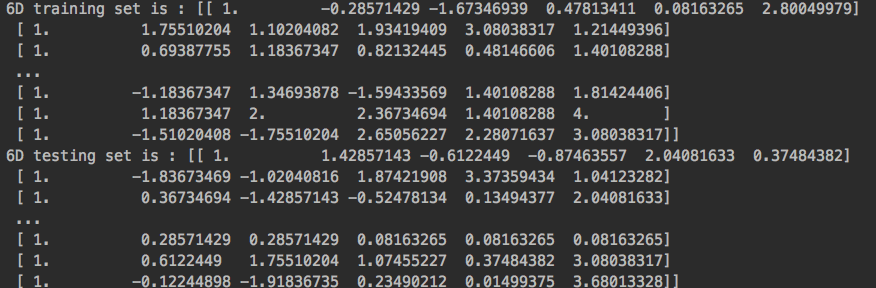 6D training set is : [[ 1.         -0.28571429 -1.67346939  0.47813411  0.08163265  2.80049979]
 [ 1.          1.75510204  1.10204082  1.93419409  3.08038317  1.21449396]
 [ 1.          0.69387755  1.18367347  0.82132445  0.48146606  1.40108288]
 ...
 [ 1.         -1.18367347  1.34693878 -1.59433569  1.40108288  1.81424406]
 [ 1.          1.18367347  2.          2.36734694  1.40108288  4.        ]
 [ 1.         -1.51020408 -1.75510204  2.65056227  2.28071637  3.08038317]]
6D testing set is : [[ 1.          1.42857143 -0.6122449  -0.87463557  2.04081633  0.37484382]
 [ 1.         -1.83673469 -1.02040816  1.87421908  3.37359434  1.04123282]
 [ 1.          0.36734694 -1.42857143 -0.52478134  0.13494377  2.04081633]
 ...
 [ 1.          0.28571429  0.28571429  0.08163265  0.08163265  0.08163265]
 [ 1.          0.6122449   1.75510204  1.07455227  0.37484382  3.08038317]
 [ 1.         -0.12244898 -1.91836735  0.23490212  0.01499375  3.68013328]]